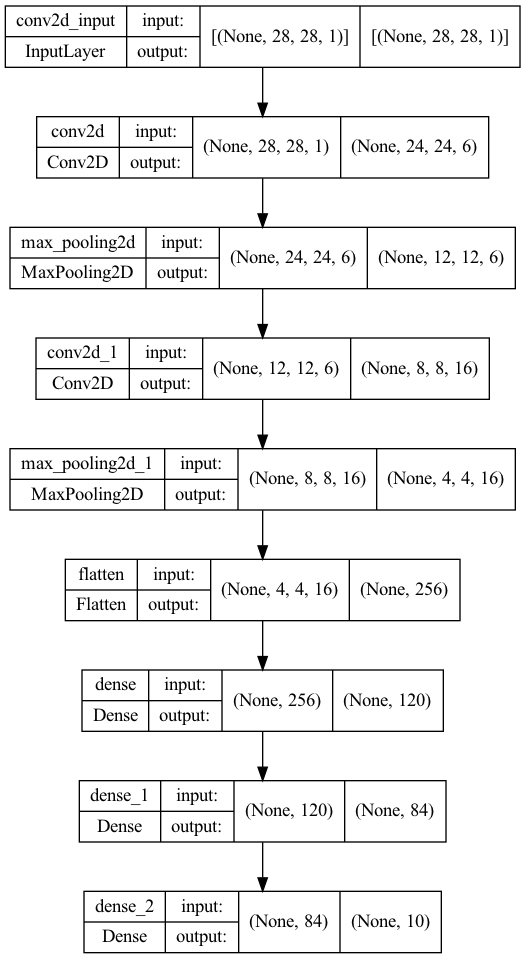 conv2d_input input: [(None, 28, 28, 1)] [(None, 28, 28, 1)]
InputLayer output:
conv2d input: (None, 28, 28, 1) (None, 24, 24, 6)
Conv2D output:
max_pooling2d input: (None, 24, 24, 6) (None, 12, 12, 6)
MaxPooling2D output:
conv2d_1 input: (None, 12, 12, 6) (None, 8, 8, 16)
Conv2D output:
max_pooling2d_1 input: (None, 8, 8, 16) (None, 4, 4, 16)
MaxPooling2D output:
flatten input: (None, 4, 4, 16) (None, 256)
Flatten output:
dense input: (None, 256) (None, 120)
Dense output:
dense_1 input: (None, 120) (None, 84)
Dense output:
dense_2 input: (None, 84) (None, 10)
Dense output: